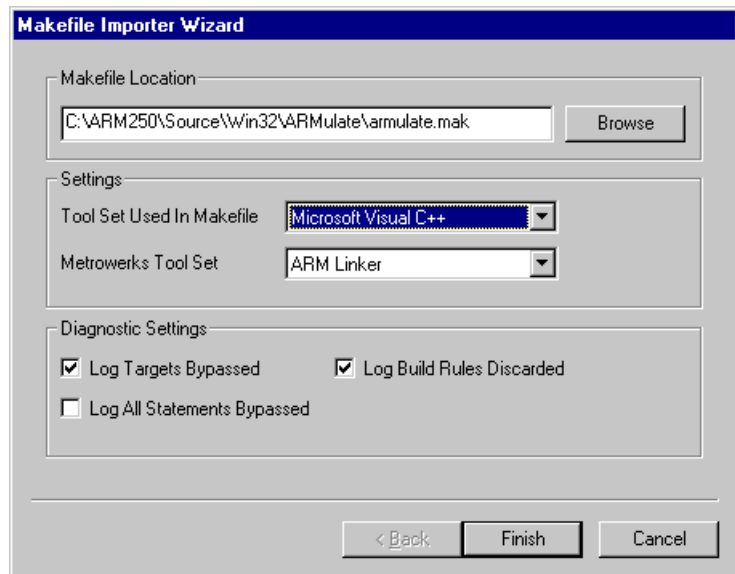 Makefile Importer Wizard
Makefile Location
C:\ARM250\Source\Win32\ARMulate\armulate.mak
Browse
Settings
Tool Set Used In Makefile
Microsoft Visual C++
Metrowerks Tool Set
ARM Linker
Diagnostic Settings
Log Targets Bypassed
Log Build Rules Discarded
Log All Statements Bypassed
< Back
Finish
Cancel